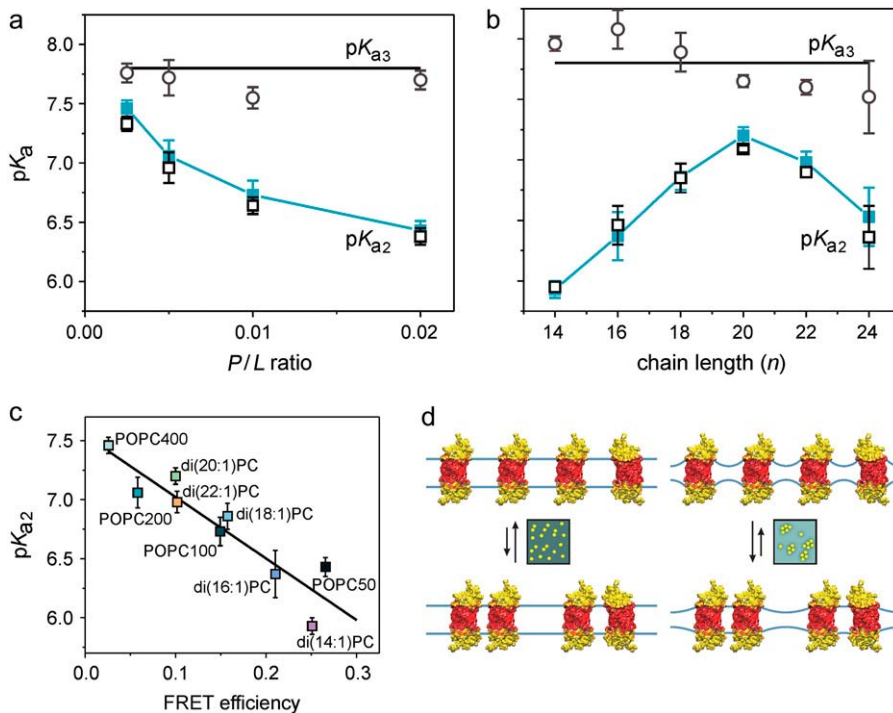 a
8.0
7.5
7.0
6.5
6.0
pKa
pKa3
pKa2
0.00
0.01
0.02
P/L ratio
b
pKa3
pKa2
14
16
18
20
22
24
chain length (n)
c
7.5
7.0
6.5
6.0
pKa2
POPC400
di(20:1)PC
di(22:1)PC
POPC200
di(18:1)PC
POPC100
di(16:1)PC
POPC50
di(14:1)PC
0.0
0.1
0.2
0.3
FRET efficiency
d